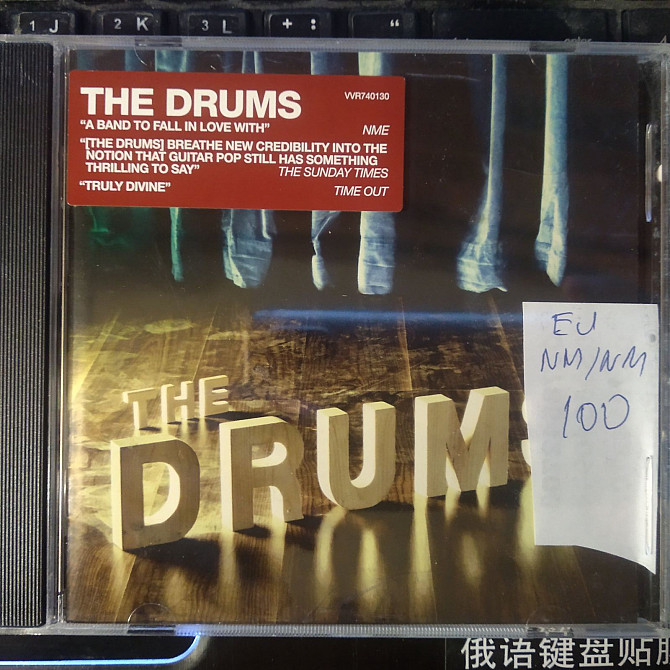 1 J
2 K
3 L
+ :
"
THE DRUMS
VVR740130
"A BAND TO FALL IN LOVE WITH"
NME
"[THE DRUMS] BREATHE NEW CREDIBILITY INTO THE
NOTION THAT GUITAR POP STILL HAS SOMETHING
THRILLING TO SAY"
THE SUNDAY TIMES
"TRULY DIVINE"
TIME OUT
EU
NM/NM
100
THE
DRUMS
俄语键盘贴膜